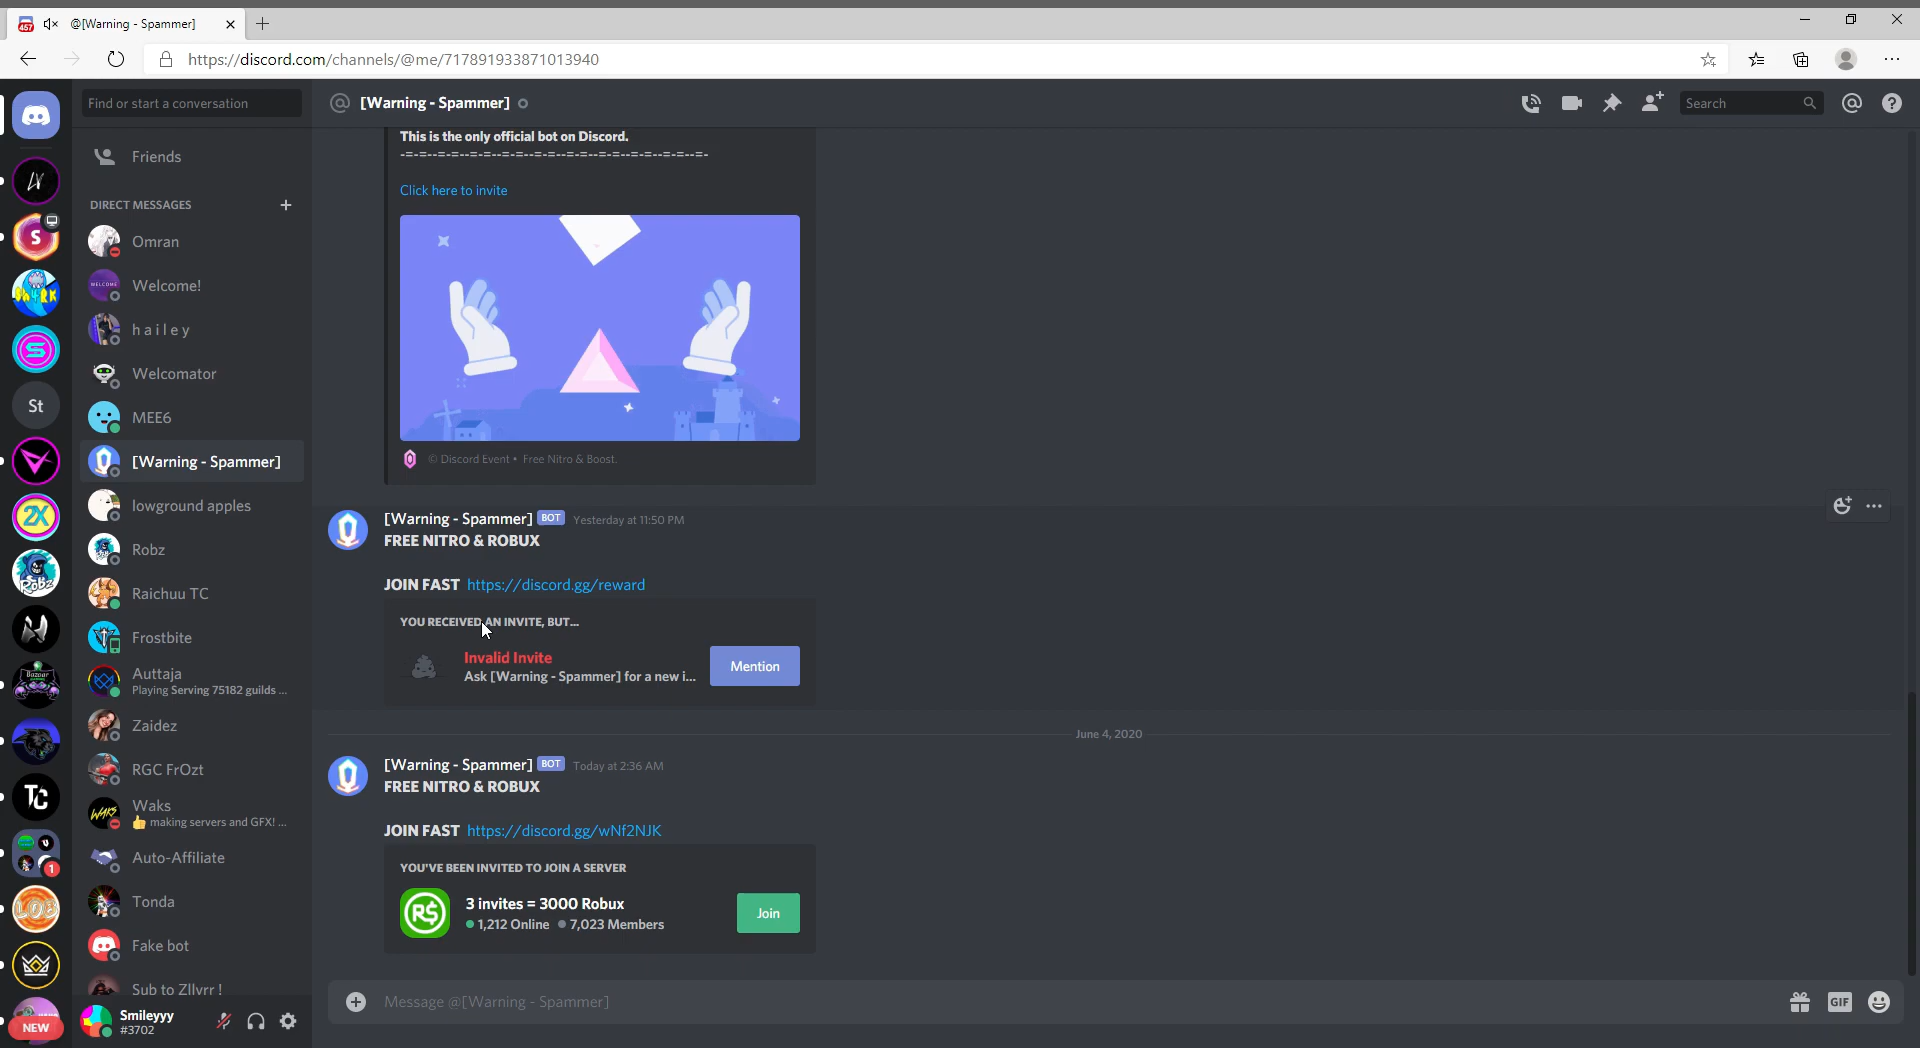 457
@[Warning - Spammer]
https://discord.com/channels/@me/717891933871013940
Find or start a conversation
[Warning - Spammer]
Search
Friends
DIRECT MESSAGES
Omran
Welcome!
h a i l e y
Welcomator
MEE6
[Warning - Spammer]
lowground apples
Robz
Raichuu TC
Frostbite
Auttaja
Playing Serving 75182 guilds ...
Zaidez
RGC FrOzt
Waks
👍 making servers and GFX! ...
Auto-Affiliate
Tonda
Fake bot
Sub to ZIlvrr !
Smileyyy
#3702
S
St
2X
TC
1
NEW
This is the only official bot on Discord.
-=-=--=-=--=-=--=-=--=-=--=-=--=-=--=-=--=-=--=-
Click here to invite
© Discord Event • Free Nitro & Boost.
[Warning - Spammer] BOT Yesterday at 11:50 PM
FREE NITRO & ROBUX
JOIN FAST https://discord.gg/reward
YOU RECEIVED AN INVITE, BUT...
Invalid Invite
Ask [Warning - Spammer] for a new i...
Mention
June 4, 2020
[Warning - Spammer] BOT Today at 2:36 AM
FREE NITRO & ROBUX
JOIN FAST https://discord.gg/wNf2NJK
YOU'VE BEEN INVITED TO JOIN A SERVER
R$
3 invites = 3000 Robux
1,212 Online 7,023 Members
Join
Message @[Warning - Spammer]
GIF